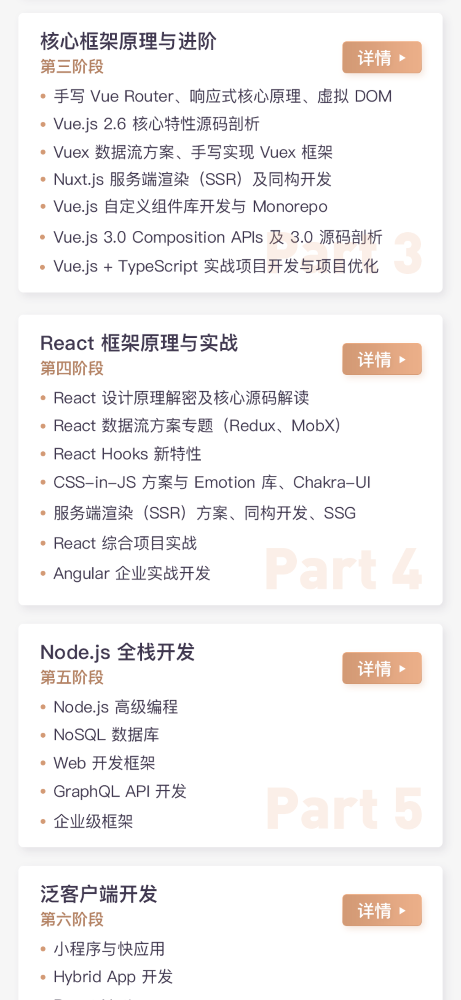 核心框架原理与进阶
第三阶段
详情
手写 Vue Router、响应式核心原理、虚拟 DOM
Vue.js 2.6 核心特性源码剖析
Vuex 数据流方案、手写实现 Vuex 框架
Nuxt.js 服务端渲染（SSR）及同构开发
Vue.js 自定义组件库开发与 Monorepo
Vue.js 3.0 Composition APIs 及 3.0 源码剖析
Vue.js + TypeScript 实战项目开发与项目优化
Part 3
React 框架原理与实战
第四阶段
详情
React 设计原理解密及核心源码解读
React 数据流方案专题（Redux、MobX）
React Hooks 新特性
CSS-in-JS 方案与 Emotion 库、Chakra-UI
服务端渲染（SSR）方案、同构开发、SSG
React 综合项目实战
Angular 企业实战开发
Part 4
Node.js 全栈开发
第五阶段
详情
Node.js 高级编程
NoSQL 数据库
Web 开发框架
GraphQL API 开发
企业级框架
Part 5
泛客户端开发
第六阶段
详情
小程序与快应用
Hybrid App 开发